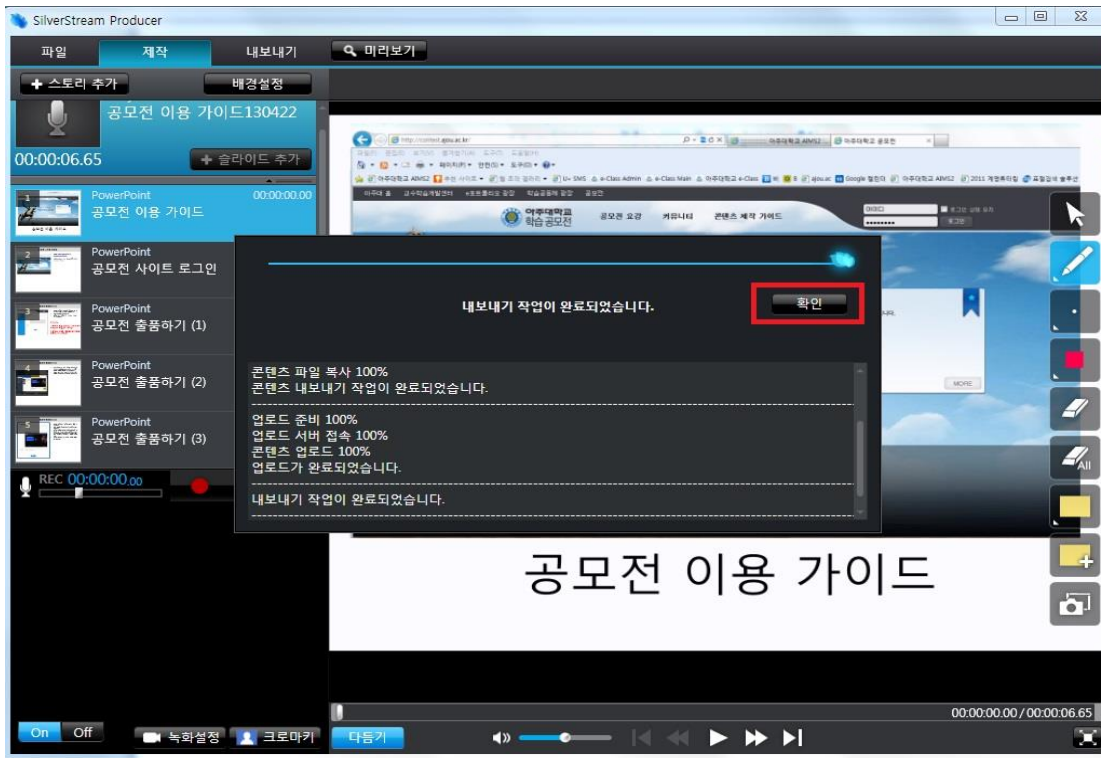 SilverStream Producer
파일 제작 내보내기 미리보기
스토리 추가 배경설정
공모전 이용 가이드130422
00:00:06.65 슬라이드 추가
1 PowerPoint 00:00:00.00
공모전 이용 가이드
2 PowerPoint
공모전 사이트 로그인
3 PowerPoint
공모전 출품하기 (1)
4 PowerPoint
공모전 출품하기 (2)
5 PowerPoint
공모전 출품하기 (3)
REC 00:00:00.00
On Off 녹화설정 크로마키
아주대학교
학습 공모전
공모전 요강 커뮤니티 콘텐츠 제작 가이드
MORE
내보내기 작업이 완료되었습니다. 확인
콘텐츠 파일 복사 100%
콘텐츠 내보내기 작업이 완료되었습니다.
업로드 준비 100%
업로드 서버 접속 100%
콘텐츠 업로드 100%
업로드가 완료되었습니다.
내보내기 작업이 완료되었습니다.
공모전 이용 가이드
All
00:00:00.00 / 00:00:06.65
다듬기